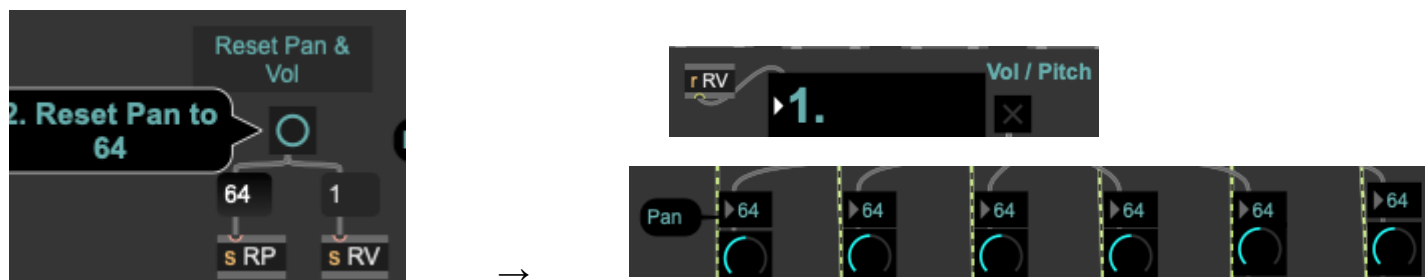 Reset Pan &
Vol
2. Reset Pan to
64
64
1
s RP
s RV
→
r RV
1.
Vol / Pitch
Pan
64
64
64
64
64
64